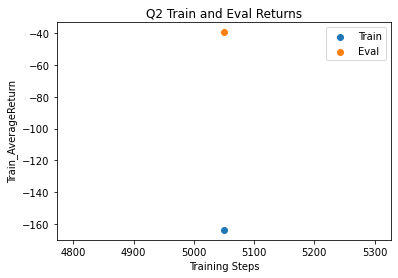 Q2 Train and Eval Returns
Train
Eval
Train_AverageReturn
−40
−60
−80
−100
−120
−140
−160
4800 4900 5000 5100 5200 5300
Training Steps